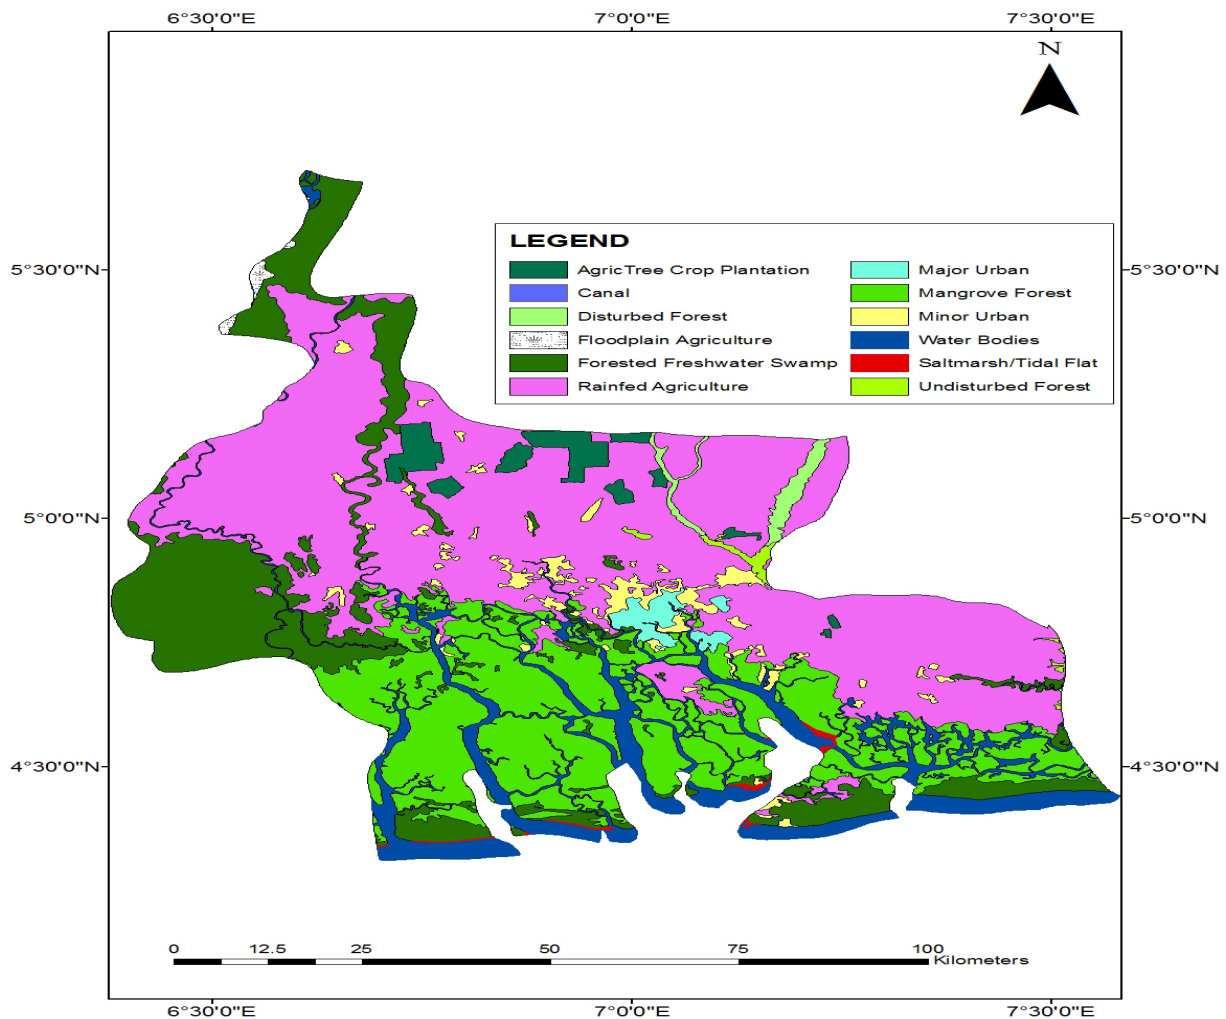 6°30'0"E 7°0'0"E 7°30'0"E
N
5°30'0"N 5°30'0"N
LEGEND
AgricTree Crop Plantation Major Urban
Canal Mangrove Forest
Disturbed Forest Minor Urban
Floodplain Agriculture Water Bodies
Forested Freshwater Swamp Saltmarsh/Tidal Flat
Rainfed Agriculture Undisturbed Forest
5°0'0"N 5°0'0"N
4°30'0"N 4°30'0"N
0 12.5 25 50 75 100
Kilometers
6°30'0"E 7°0'0"E 7°30'0"E